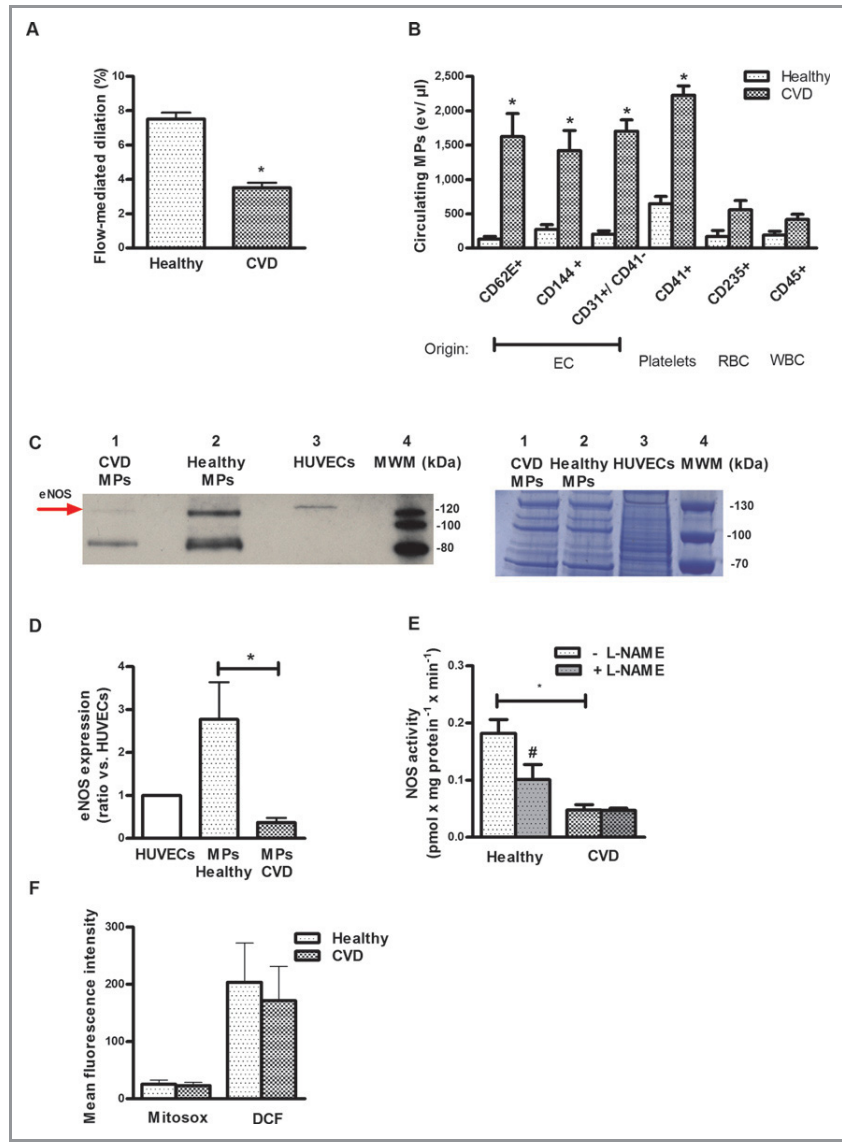 A
Flow-mediated dilation (%)
10
8
6
4
2
0
*
Healthy
CVD
B
Circulating MPs (ev/ µl)
2,500
2,000
1,500
1,000
500
0
* * * *
Healthy
CVD
CD62E+
CD144 +
CD31+/ CD41-
CD41+
CD235+
CD45+
Origin:
EC
Platelets
RBC
WBC
C
1 2 3 4
CVD MPs
Healthy MPs
HUVECs
MWM (kDa)
eNOS
-120
-100
-80
1 2 3 4
CVD MPs
Healthy MPs
HUVECs
MWM (kDa)
-130
-100
-70
D
eNOS expression
(ratio vs. HUVECs)
4
3
2
1
0
*
HUVECs
MPs Healthy
MPs CVD
E
- L-NAME
+ L-NAME
NOS activity
(pmol x mg protein⁻¹ x min⁻¹)
0.3
0.2
0.1
0.0
*
#
Healthy
CVD
F
Mean fluorescence intensity
300
200
100
0
Healthy
CVD
Mitosox
DCF